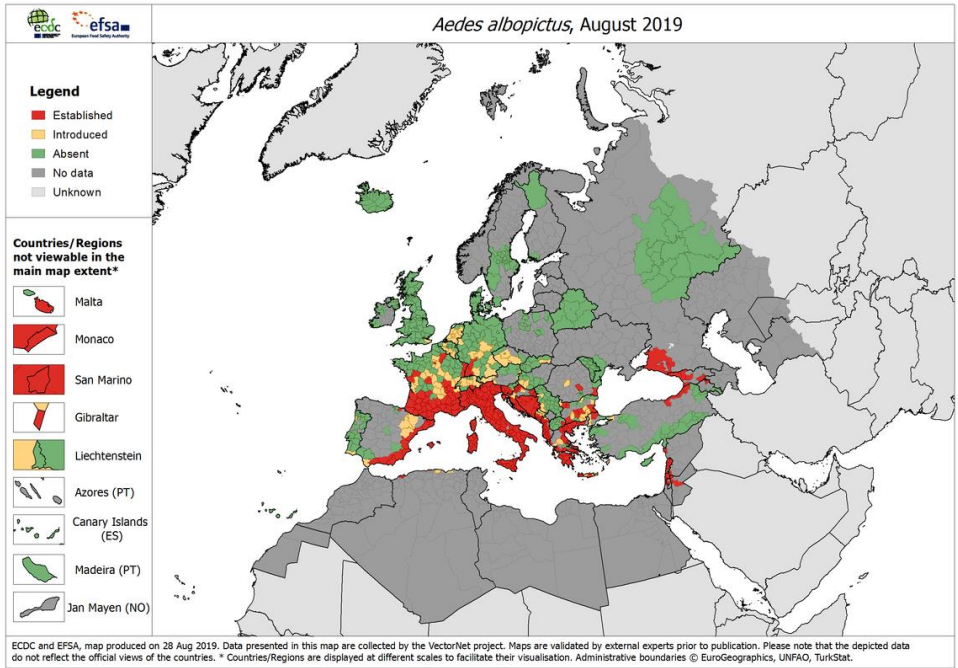 ecdc
efsa
European Food Safety Authority
Aedes albopictus, August 2019
Legend
Established
Introduced
Absent
No data
Unknown
Countries/Regions
not viewable in the
main map extent*
Malta
Monaco
San Marino
Gibraltar
Liechtenstein
Azores (PT)
Canary Islands
(ES)
Madeira (PT)
Jan Mayen (NO)
ECDC and EFSA, map produced on 28 Aug 2019. Data presented in this map are collected by the VectorNet project. Maps are validated by external experts prior to publication. Please note that the depicted data
do not reflect the official views of the countries. * Countries/Regions are displayed at different scales to facilitate their visualisation. Administrative boundaries © EuroGeographics, UNFAO, TurkStat.